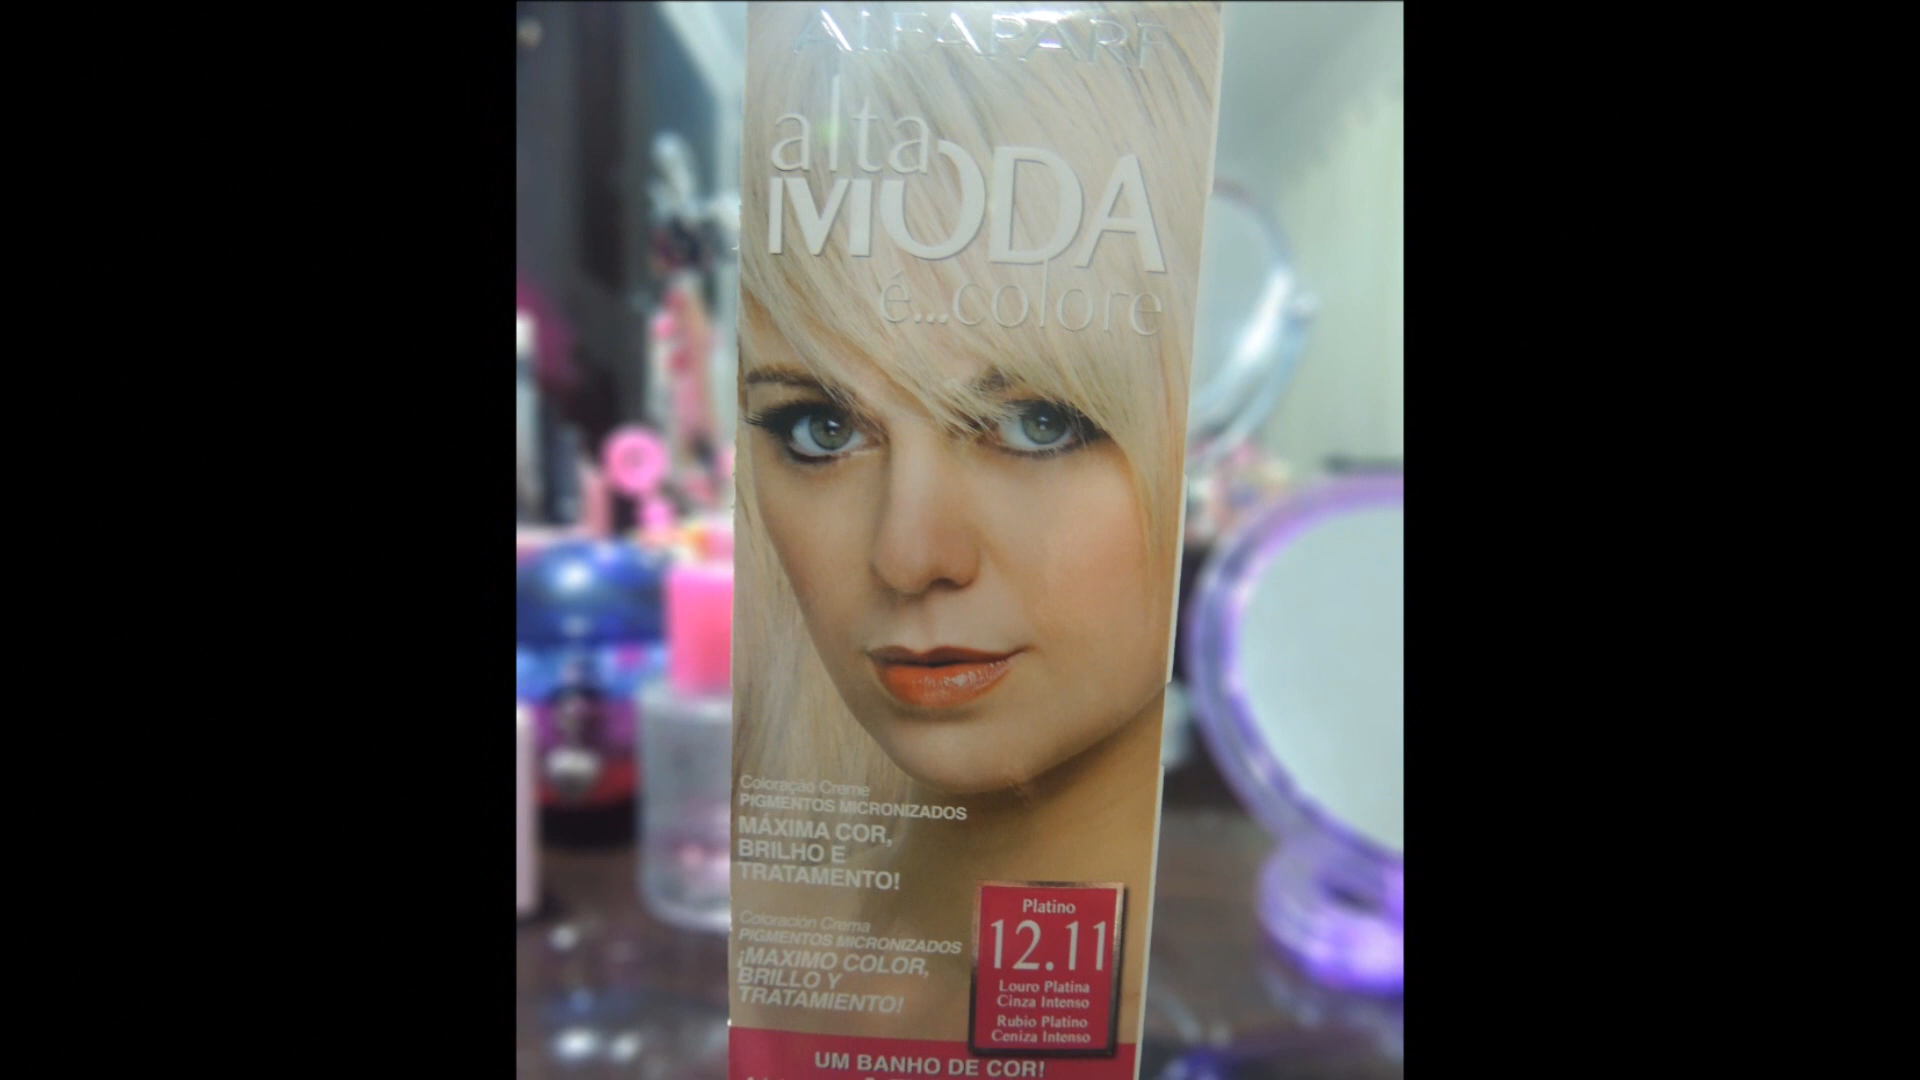 ALFAPARF
alta
MODA
é...colore
Coloração Creme
PIGMENTOS MICRONIZADOS
MÁXIMA COR,
BRILHO E
TRATAMENTO!
Coloración Crema
PIGMENTOS MICRONIZADOS
¡MAXIMO COLOR,
BRILLO Y
TRATAMIENTO!
Platino
12.11
Louro Platina
Cinza Intenso
Rubio Platino
Ceniza Intenso
UM BANHO DE COR!